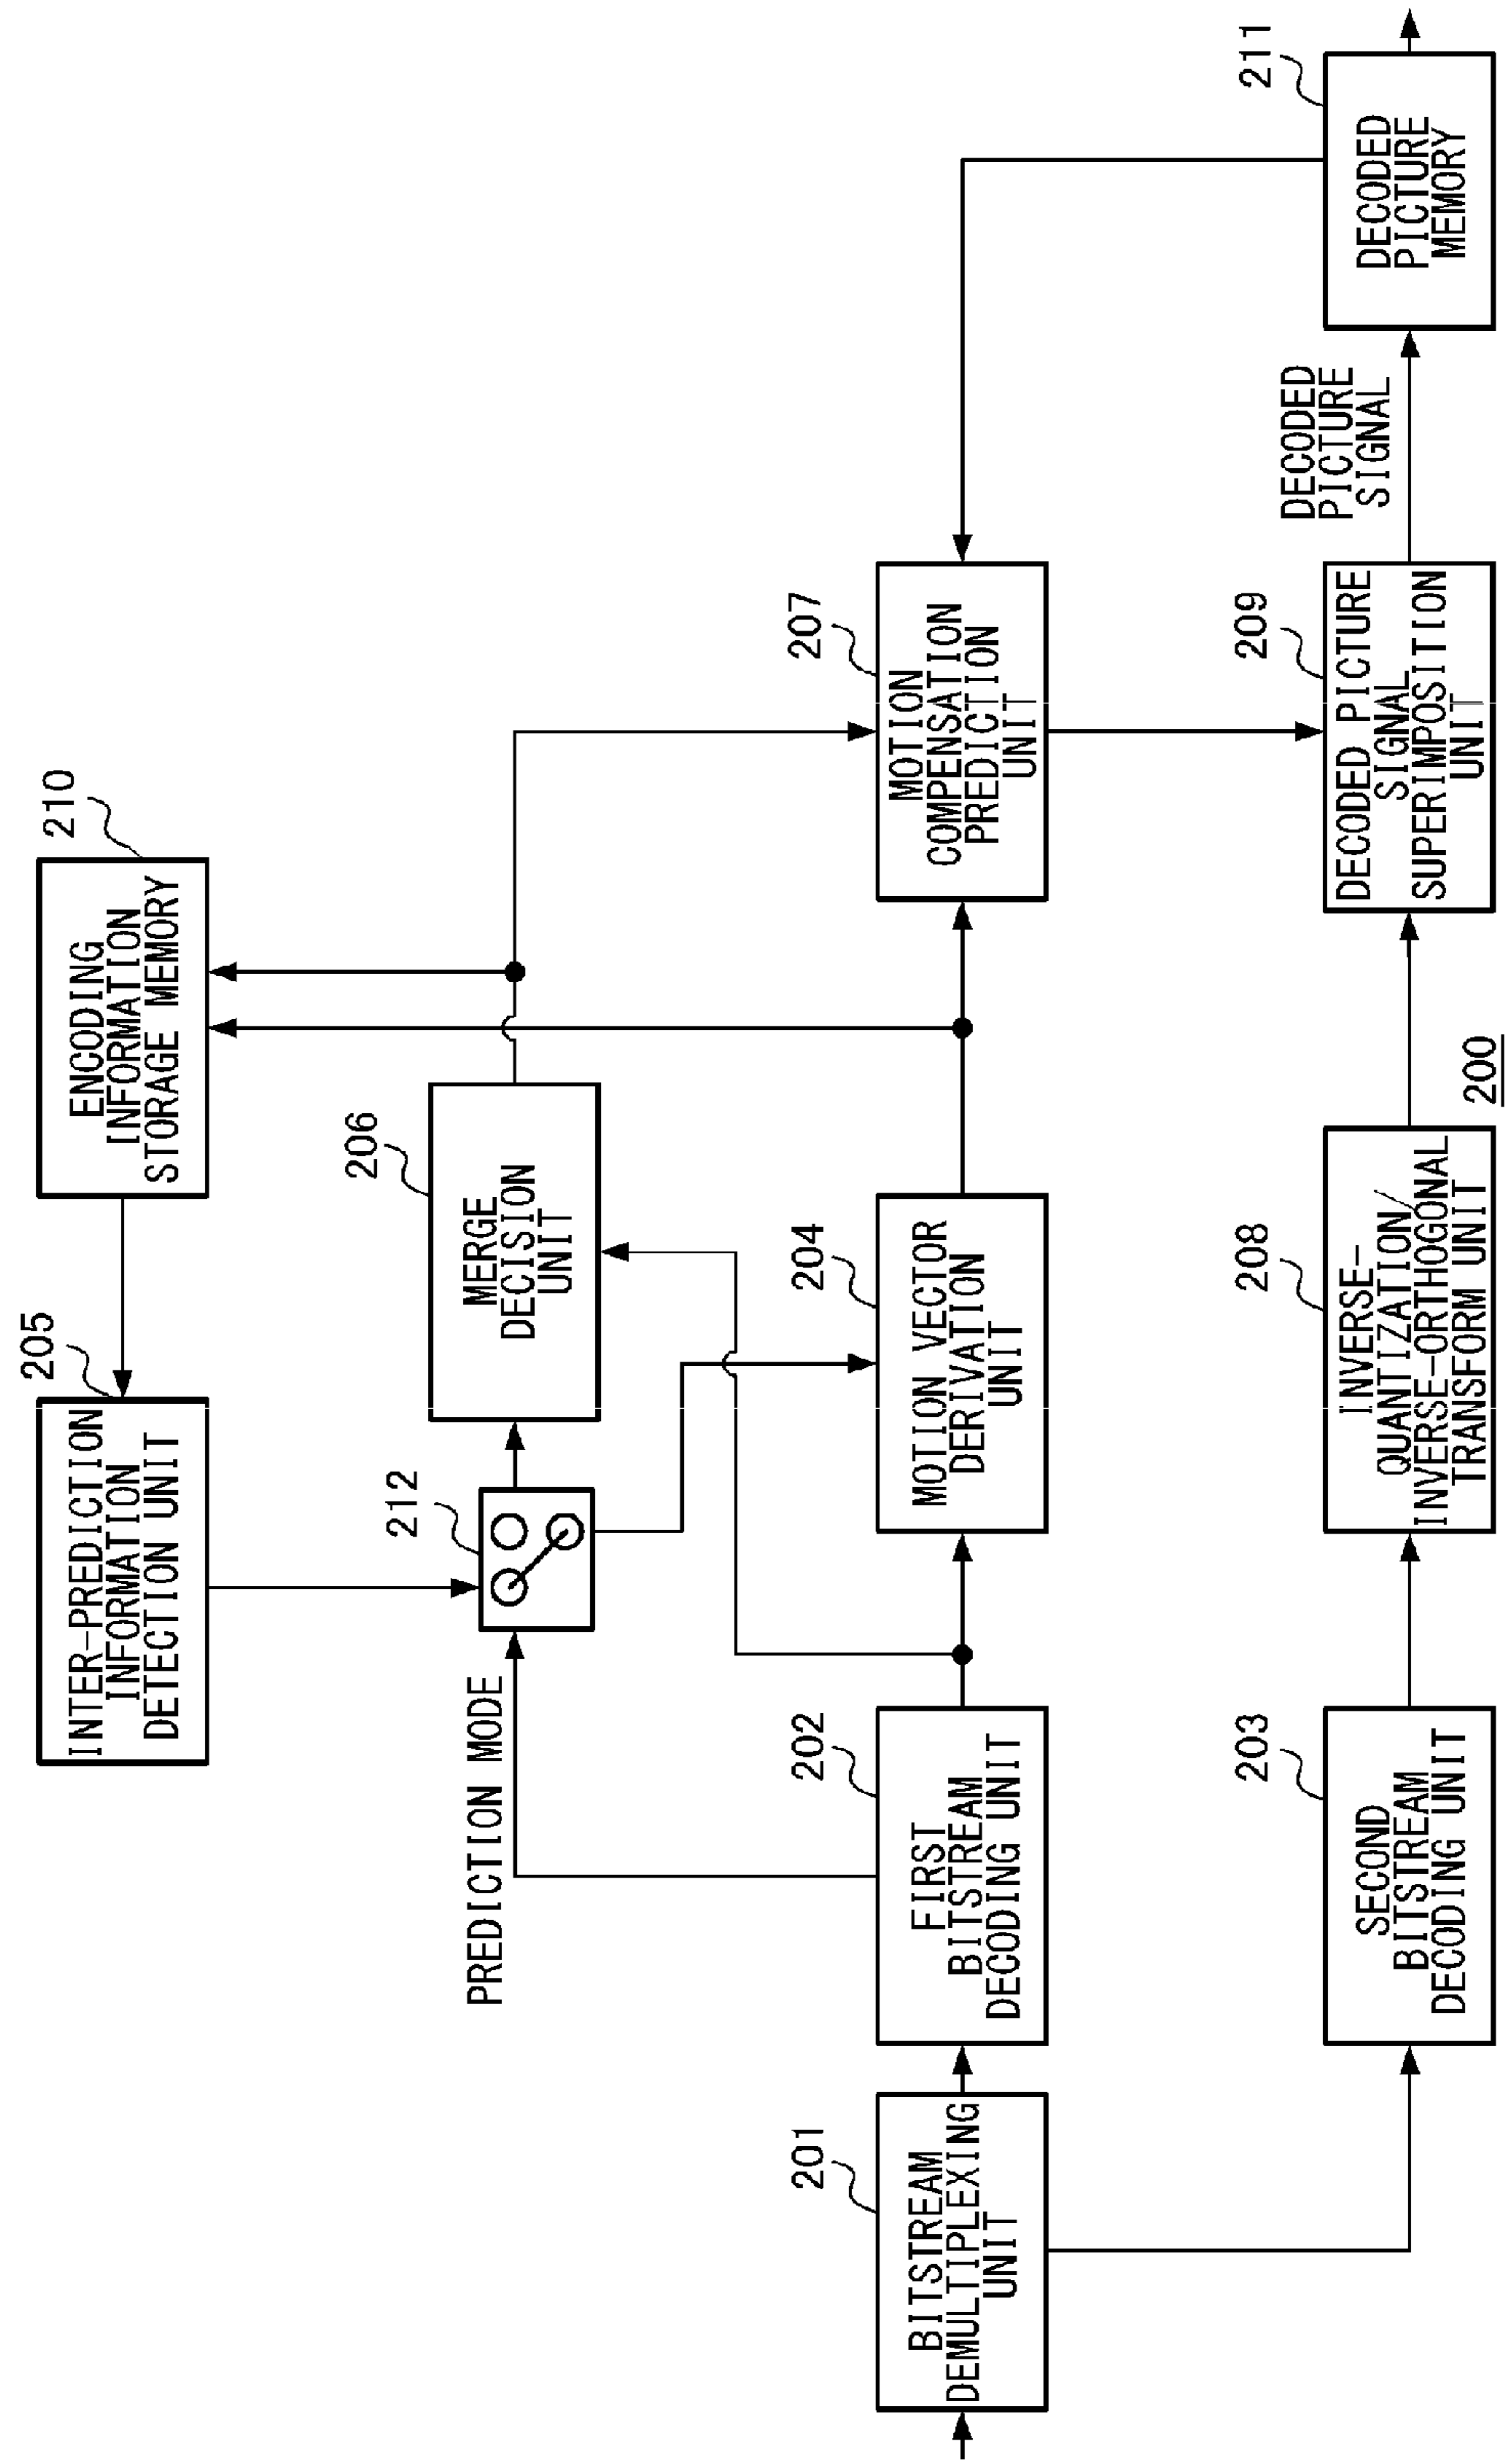 205
INTER-PREDICTION
INFORMATION
DETECTION UNIT
210
ENCODING
INFORMATION
STORAGE MEMORY
PREDICTION MODE
212
206
MERGE
DECISION
UNIT
201
BITSTREAM
DEMULTIPLEXING
UNIT
202
FIRST
BITSTREAM
DECODING UNIT
204
MOTION VECTOR
DERIVATION
UNIT
207
MOTION
COMPENSATION
PREDICTION
UNIT
203
SECOND
BITSTREAM
DECODING UNIT
208
INVERSE-
QUANTIZATION/
INVERSE-ORTHOGONAL
TRANSFORM UNIT
209
DECODED PICTURE
SIGNAL
SUPERIMPOSITION
UNIT
DECODED
PICTURE
SIGNAL
211
DECODED
PICTURE
MEMORY
200